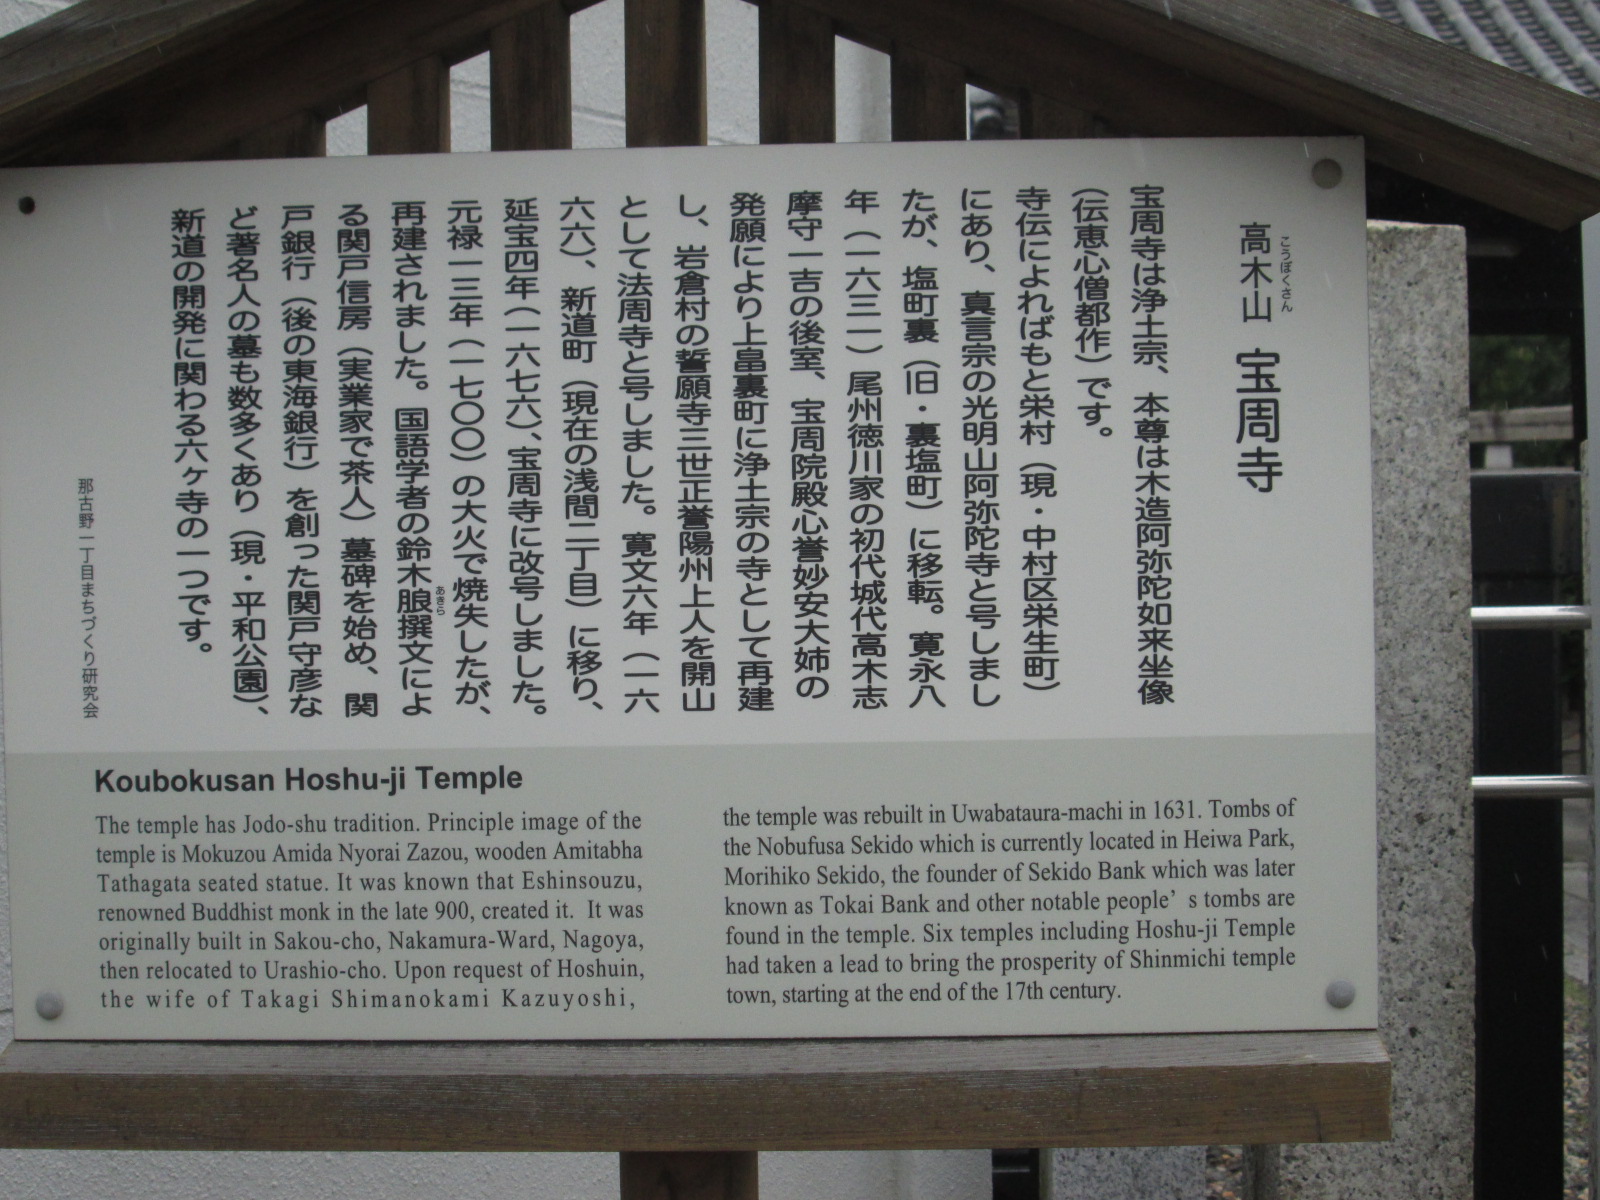 高木山 宝周寺
こうぼくさん
宝周寺は浄土宗、本尊は木造阿弥陀如来坐像
（伝恵心僧都作）です。
寺伝によればもと栄村（現・中村区栄生町）
にあり、真言宗の光明山阿弥陀寺と号しまし
たが、塩町裏（旧・裏塩町）に移転。寛永八
年（一六三一）尾州徳川家の初代城代高木志
摩守一吉の後室、宝周院殿心誉妙安大姉の
発願により上畠裏町に浄土宗の寺として再建
し、岩倉村の誓願寺三世正誉陽州上人を開山
として法周寺と号しました。寛文六年（一六
六六）、新道町（現在の浅間二丁目）に移り、
延宝四年（一六七六）、宝周寺に改号しました。
元禄一三年（一七〇〇）の大火で焼失したが、
再建されました。国語学者の鈴木朖撰文によ
あきら
る関戸信房（実業家で茶人）墓碑を始め、関
戸銀行（後の東海銀行）を創った関戸守彦な
ど著名人の墓も数多くあり（現・平和公園）、
新道の開発に関わる六ヶ寺の一つです。
那古野一丁目まちづくり研究会
Koubokusan Hoshu-ji Temple
The temple has Jodo-shu tradition. Principle image of the
temple is Mokuzou Amida Nyorai Zazou, wooden Amitabha
Tathagata seated statue. It was known that Eshinsouzu,
renowned Buddhist monk in the late 900, created it. It was
originally built in Sakou-cho, Nakamura-Ward, Nagoya,
then relocated to Urashio-cho. Upon request of Hoshuin,
the wife of Takagi Shimanokami Kazuyoshi,
the temple was rebuilt in Uwabataura-machi in 1631. Tombs of
the Nobufusa Sekido which is currently located in Heiwa Park,
Morihiko Sekido, the founder of Sekido Bank which was later
known as Tokai Bank and other notable people’s tombs are
found in the temple. Six temples including Hoshu-ji Temple
had taken a lead to bring the prosperity of Shinmichi temple
town, starting at the end of the 17th century.